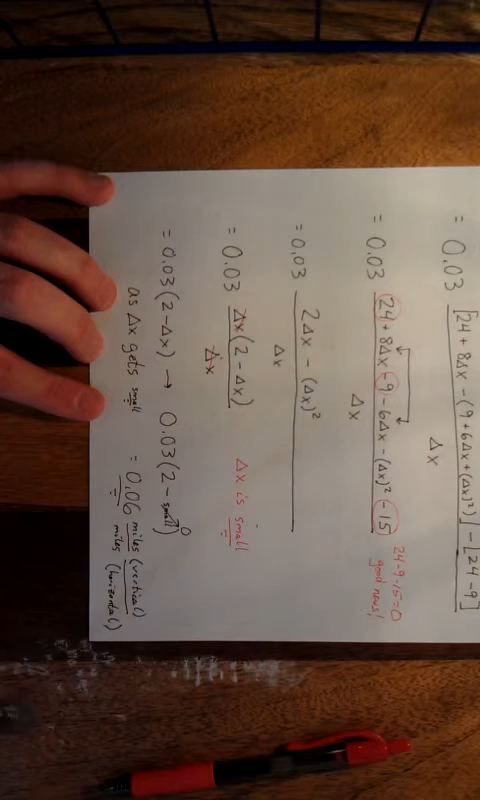 = 0.03 [24 + 8Δx - (9 + 6Δx + (Δx)²)] - [24 - 9] / Δx
= 0.03 24 + 8Δx - 9 - 6Δx - (Δx)² - 15 / Δx
24-9-15=0
good news!
= 0.03 2Δx - (Δx)² / Δx
= 0.03 Δx(2 - Δx) / Δx
Δx is small
= 0.03(2-Δx) → 0.03(2-small) 0
as Δx gets small
= 0.06 miles (vertical) / miles (horizontal)